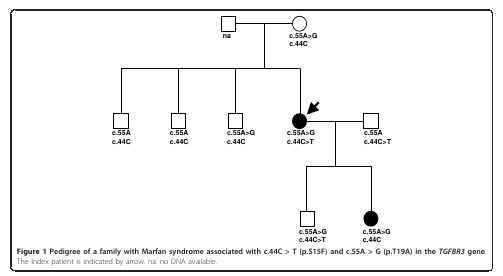 na
c.55A>G
c.44C
c.55A c.55A c.55A>G c.55A>G c.55A
c.44C c.44C c.44C c.44C>T c.44C>T
c.55A>G c.55A>G
c.44C>T c.44C
Figure 1 Pedigree of a family with Marfan syndrome associated with c.44C > T (p.S15F) and c.55A > G (p.T19A) in the TGFBR3 gene.
The Index patient is indicated by arrow. na: no DNA available.